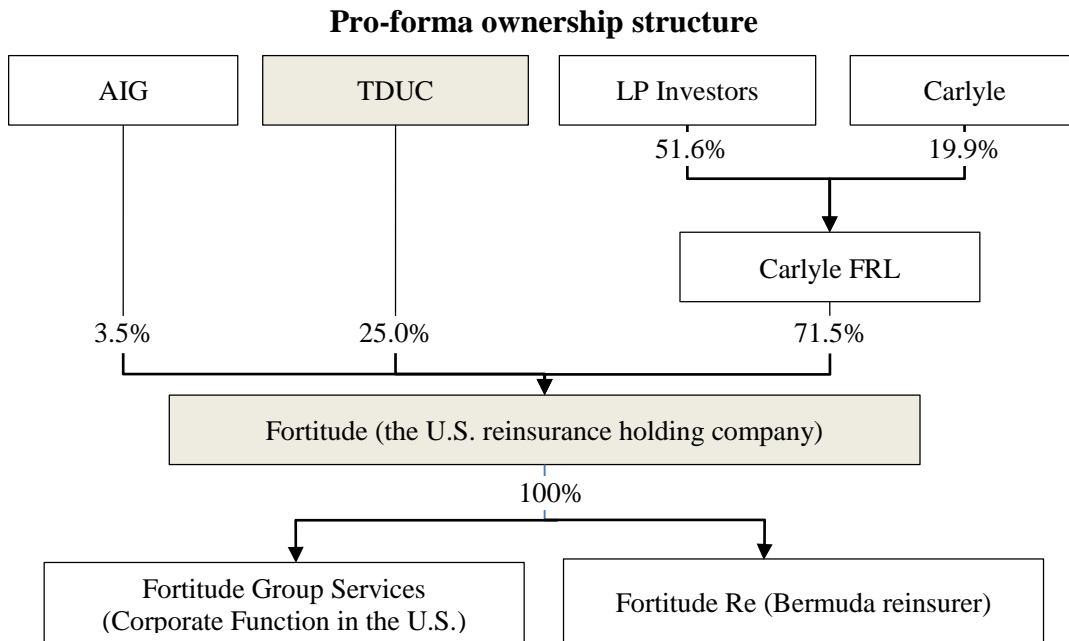 Pro-forma ownership structure
AIG
TDUC
LP Investors
Carlyle
51.6%
19.9%
Carlyle FRL
3.5%
25.0%
71.5%
Fortitude (the U.S. reinsurance holding company)
100%
Fortitude Group Services
(Corporate Function in the U.S.)
Fortitude Re (Bermuda reinsurer)